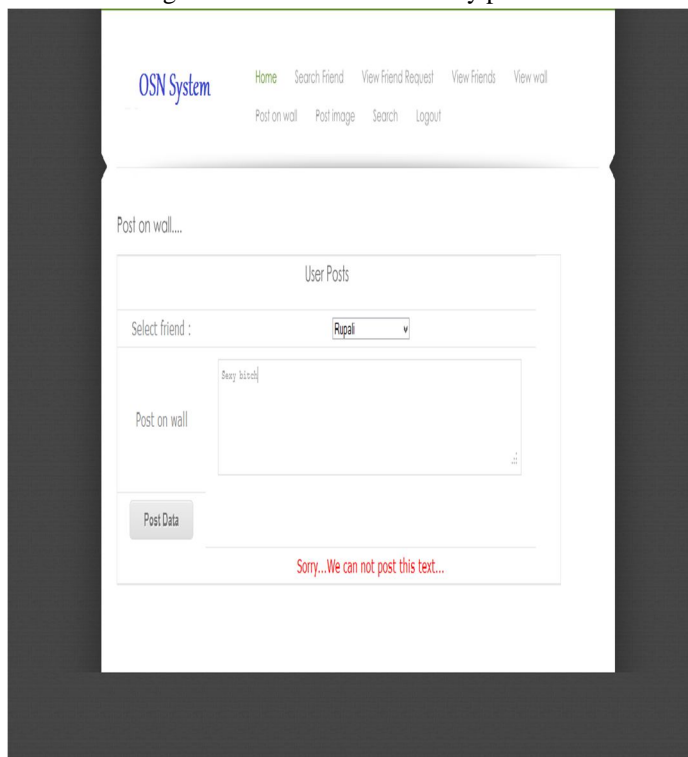 OSN System
Home Search Friend View Friend Request View Friends View wall
Post on wall Post image Search Logout
Post on wall....
User Posts
Select friend : Rupali
Sexy bitch
Post on wall
Post Data
Sorry...We can not post this text...